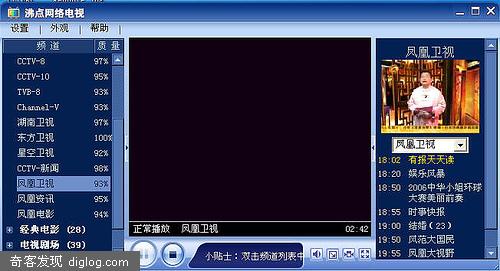 沸点网络电视
设置 | 外观 | 帮助 |
频道 质量
CCTV-8 97%
CCTV-10 95%
TVB-8 93%
Channel-V 93%
湖南卫视 97%
东方卫视 100%
星空卫视 92%
CCTV-新闻 98%
凤凰卫视 93%
凤凰资讯 95%
凤凰电影 94%
经典电影 (28)
电视剧场 (39)
正常播放 凤凰卫视 02:42
小贴士：双击频道列表中
凤凰卫视
凤凰卫视
18:02 有报天天读
18:20 娱乐风暴
18:50 2006中华小姐环球
大赛美丽前奏
18:55 时事快报
19:00 结婚(23)
19:50 凤范大国民
19:55 凤凰大视野
奇客发现 diglog.com